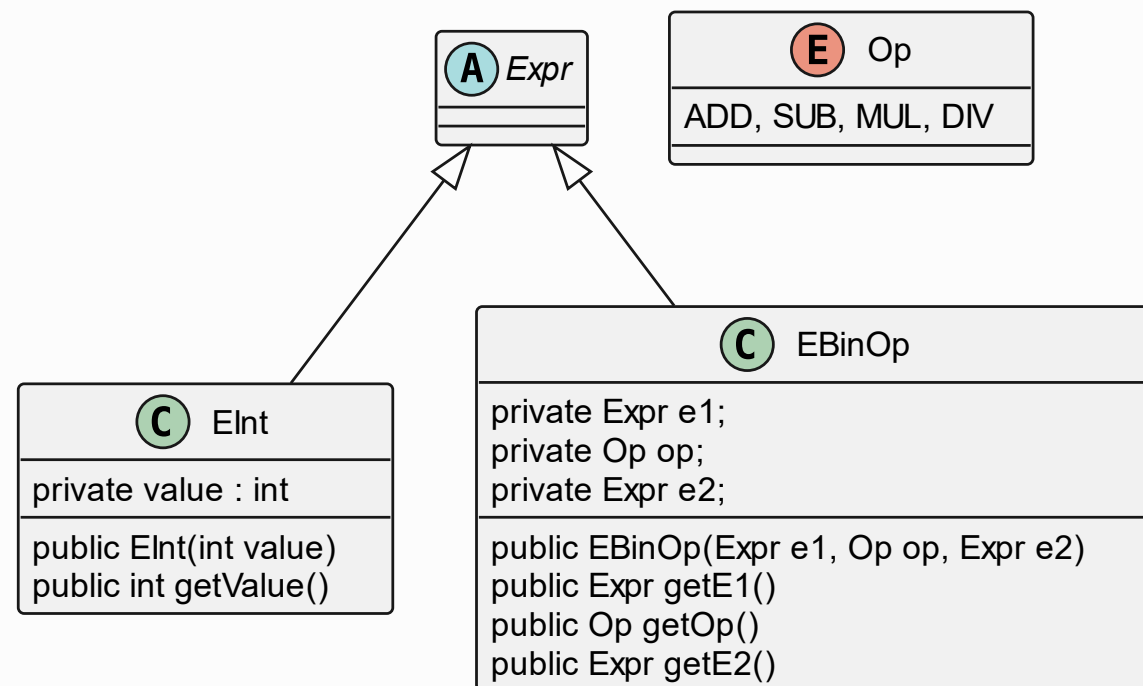 A Expr
E Op
ADD, SUB, MUL, DIV
C EInt
private value : int
public EInt(int value)
public int getValue()
C EBinOp
private Expr e1;
private Op op;
private Expr e2;
public EBinOp(Expr e1, Op op, Expr e2)
public Expr getE1()
public Op getOp()
public Expr getE2()